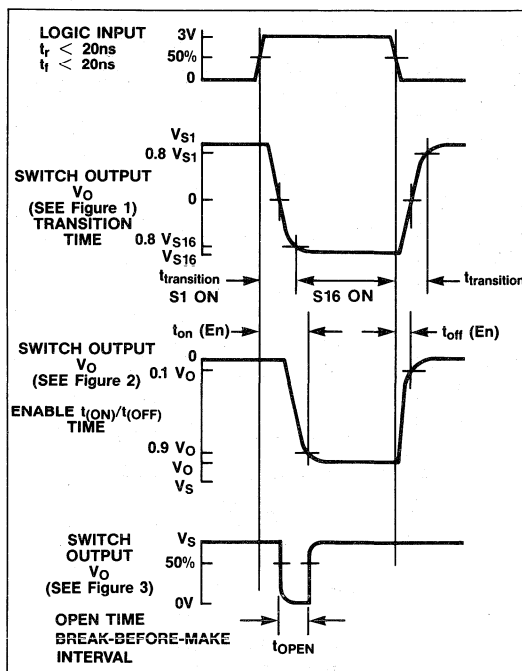 LOGIC INPUT
tr < 20ns
tf < 20ns
3V
50%
0
VS1
0.8 VS1
SWITCH OUTPUT
VO
(SEE Figure 1)
TRANSITION
TIME
0
0.8 VS16
VS16
ttransition
S1 ON
S16 ON
ttransition
ton (En)
toff (En)
SWITCH OUTPUT
VO
(SEE Figure 2)
0
0.1 VO
ENABLE t(ON)/t(OFF)
TIME
0.9 VO
VO
VS
SWITCH
OUTPUT
VO
(SEE Figure 3)
VS
50%
0V
OPEN TIME
BREAK-BEFORE-MAKE
INTERVAL
tOPEN